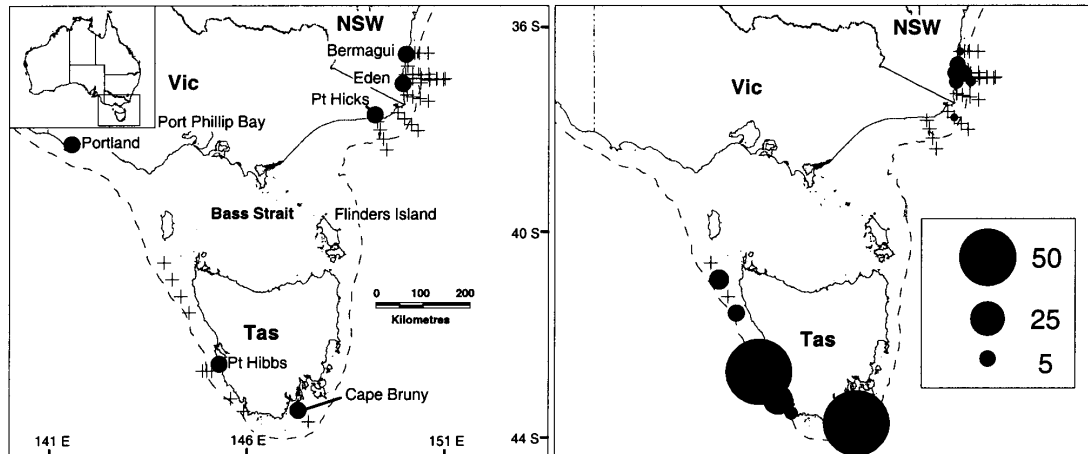 NSW
Bermagui
Eden
Vic
Pt Hicks
Port Phillip Bay
Portland
Bass Strait
Flinders Island
0 100 200
Kilometres
Tas
Pt Hibbs
Cape Bruny
141 E
146 E
151 E
36 S
40 S
44 S
NSW
Vic
Tas
50
25
5